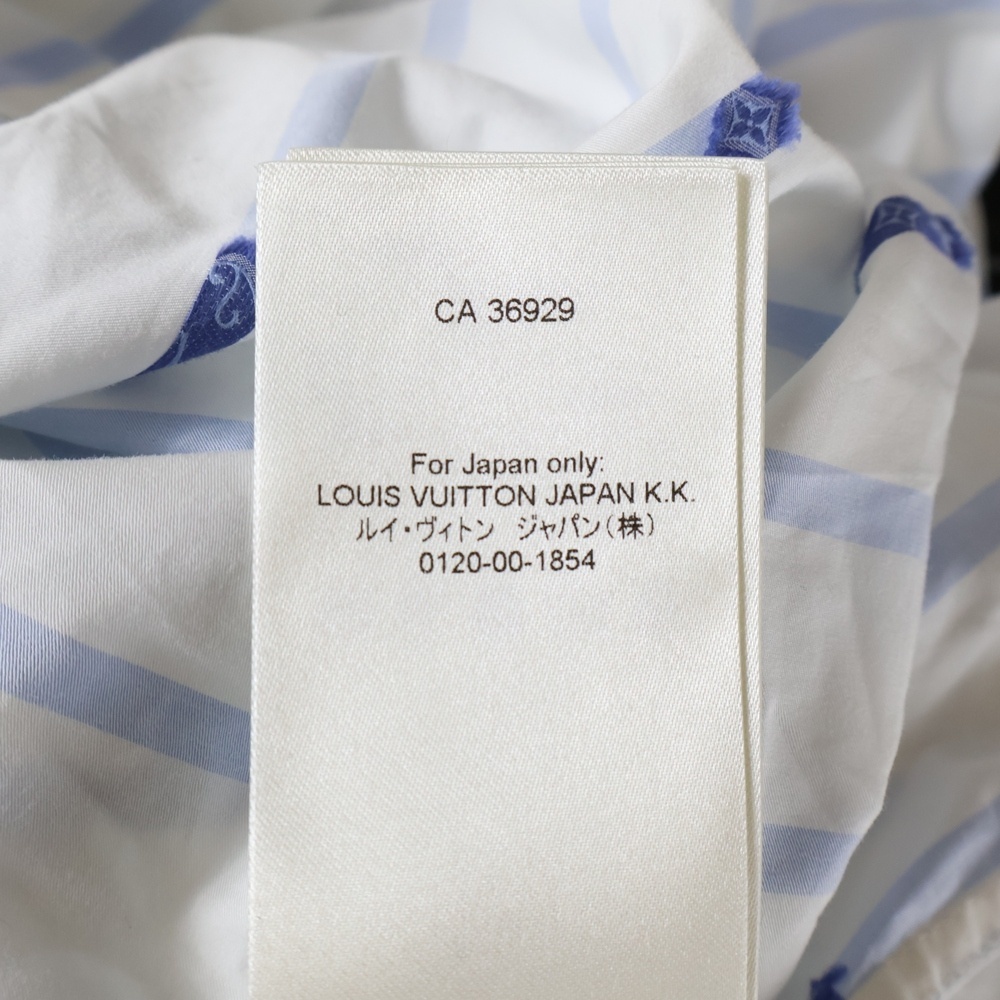 CA 36929
For Japan only:
LOUIS VUITTON JAPAN K.K.
ルイ・ヴィトン ジャパン(株)
0120-00-1854